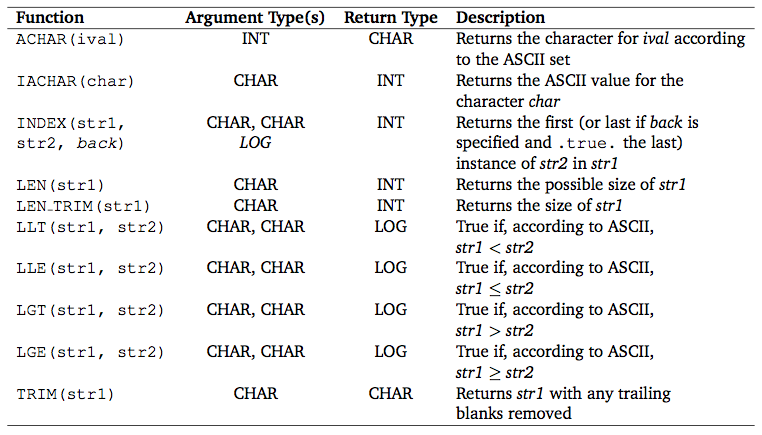 Function Argument Type(s) Return Type Description
ACHAR(ival) INT CHAR Returns the character for ival according
to the ASCII set
IACHAR(char) CHAR INT Returns the ASCII value for the
character char
INDEX(str1, CHAR, CHAR INT Returns the first (or last if back is
str2, back) LOG specified and .true. the last)
instance of str2 in str1
LEN(str1) CHAR INT Returns the possible size of str1
LEN_TRIM(str1) CHAR INT Returns the size of str1
LLT(str1, str2) CHAR, CHAR LOG True if, according to ASCII,
str1 < str2
LLE(str1, str2) CHAR, CHAR LOG True if, according to ASCII,
str1 ≤ str2
LGT(str1, str2) CHAR, CHAR LOG True if, according to ASCII,
str1 > str2
LGE(str1, str2) CHAR, CHAR LOG True if, according to ASCII,
str1 ≥ str2
TRIM(str1) CHAR CHAR Returns str1 with any trailing
blanks removed